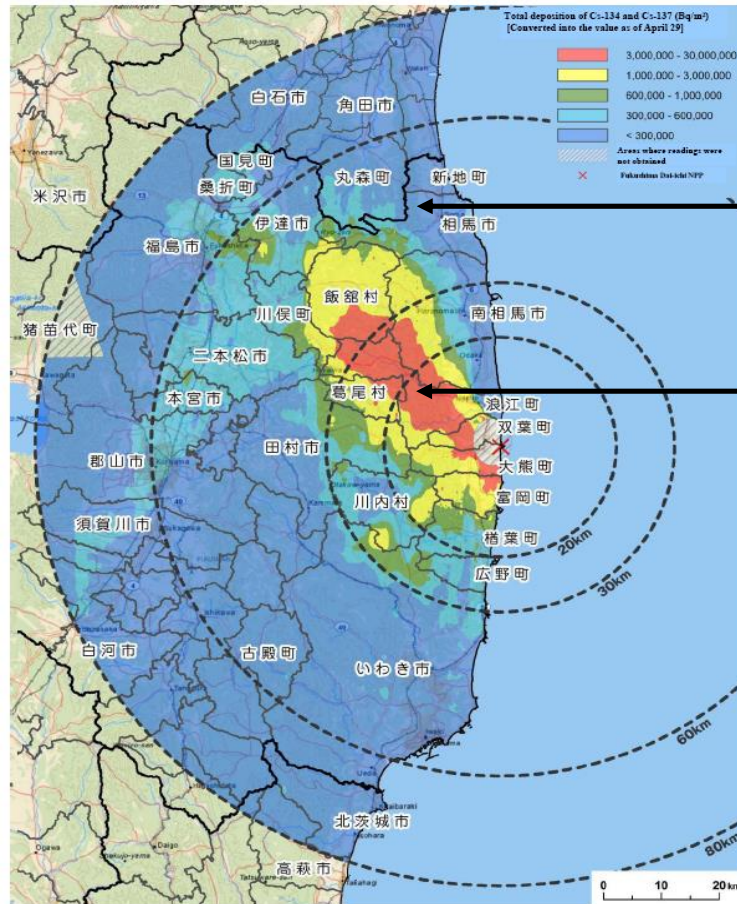 Total deposition of Cs-134 and Cs-137 (Bq/m²)
[Converted into the value as of April 29]
3,000,000 - 30,000,000
1,000,000 - 3,000,000
600,000 - 1,000,000
300,000 - 600,000
< 300,000
Areas where readings were
not obtained
Fukushima Dai-ichi NPP
白石市
角田市
国見町
丸森町
新地町
米沢市
桑折町
伊達市
相馬市
福島市
飯舘村
川俣町
南相馬市
猪苗代町
二本松市
葛尾村
浪江町
本宮市
双葉町
田村市
大熊町
郡山市
川内村
富岡町
須賀川市
楢葉町
20km
広野町
30km
白河市
古殿町
いわき市
60km
北茨城市
80km
高萩市
Daigo
Ogawa
Ueda
Iwaki
13
49
4
49
0 10 20 km